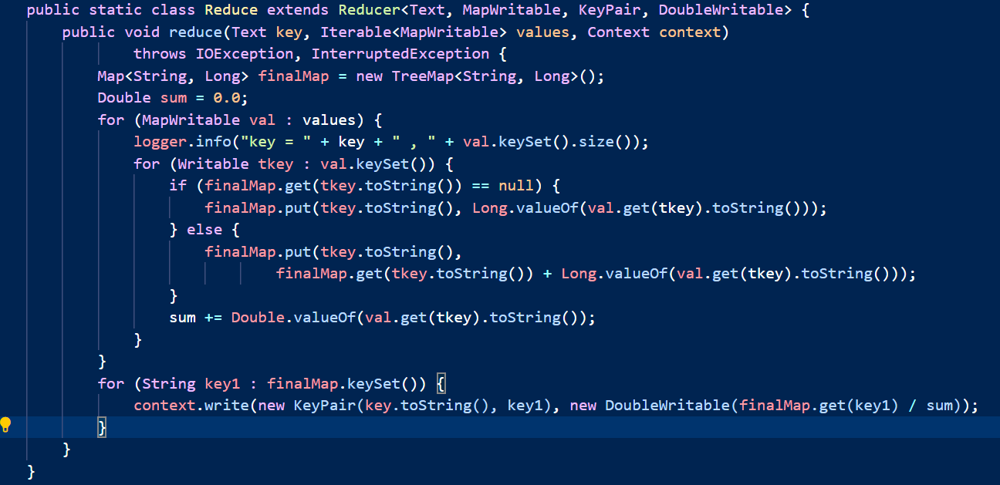 public static class Reduce extends Reducer<Text, MapWritable, KeyPair, DoubleWritable> {
    public void reduce(Text key, Iterable<MapWritable> values, Context context)
            throws IOException, InterruptedException {
        Map<String, Long> finalMap = new TreeMap<String, Long>();
        Double sum = 0.0;
        for (MapWritable val : values) {
            logger.info("key = " + key + " , " + val.keySet().size());
            for (Writable tkey : val.keySet()) {
                if (finalMap.get(tkey.toString()) == null) {
                    finalMap.put(tkey.toString(), Long.valueOf(val.get(tkey).toString()));
                } else {
                    finalMap.put(tkey.toString(),
                            finalMap.get(tkey.toString()) + Long.valueOf(val.get(tkey).toString()));
                }
                sum += Double.valueOf(val.get(tkey).toString());
            }
        }
        for (String key1 : finalMap.keySet()) {
            context.write(new KeyPair(key.toString(), key1), new DoubleWritable(finalMap.get(key1) / sum));
        }
    }
}